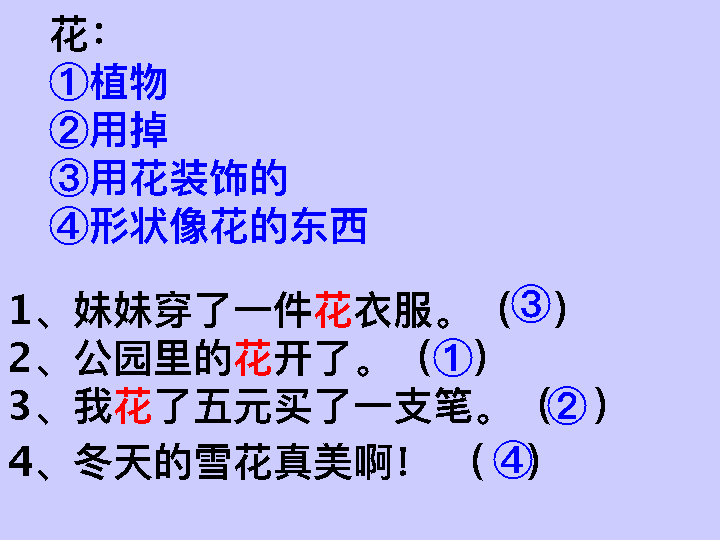 花：
①植物
②用掉
③用花装饰的
④形状像花的东西
1、妹妹穿了一件花衣服。（③）
2、公园里的花开了。（①）
3、我花了五元买了一支笔。（②）
4、冬天的雪花真美啊！（④）